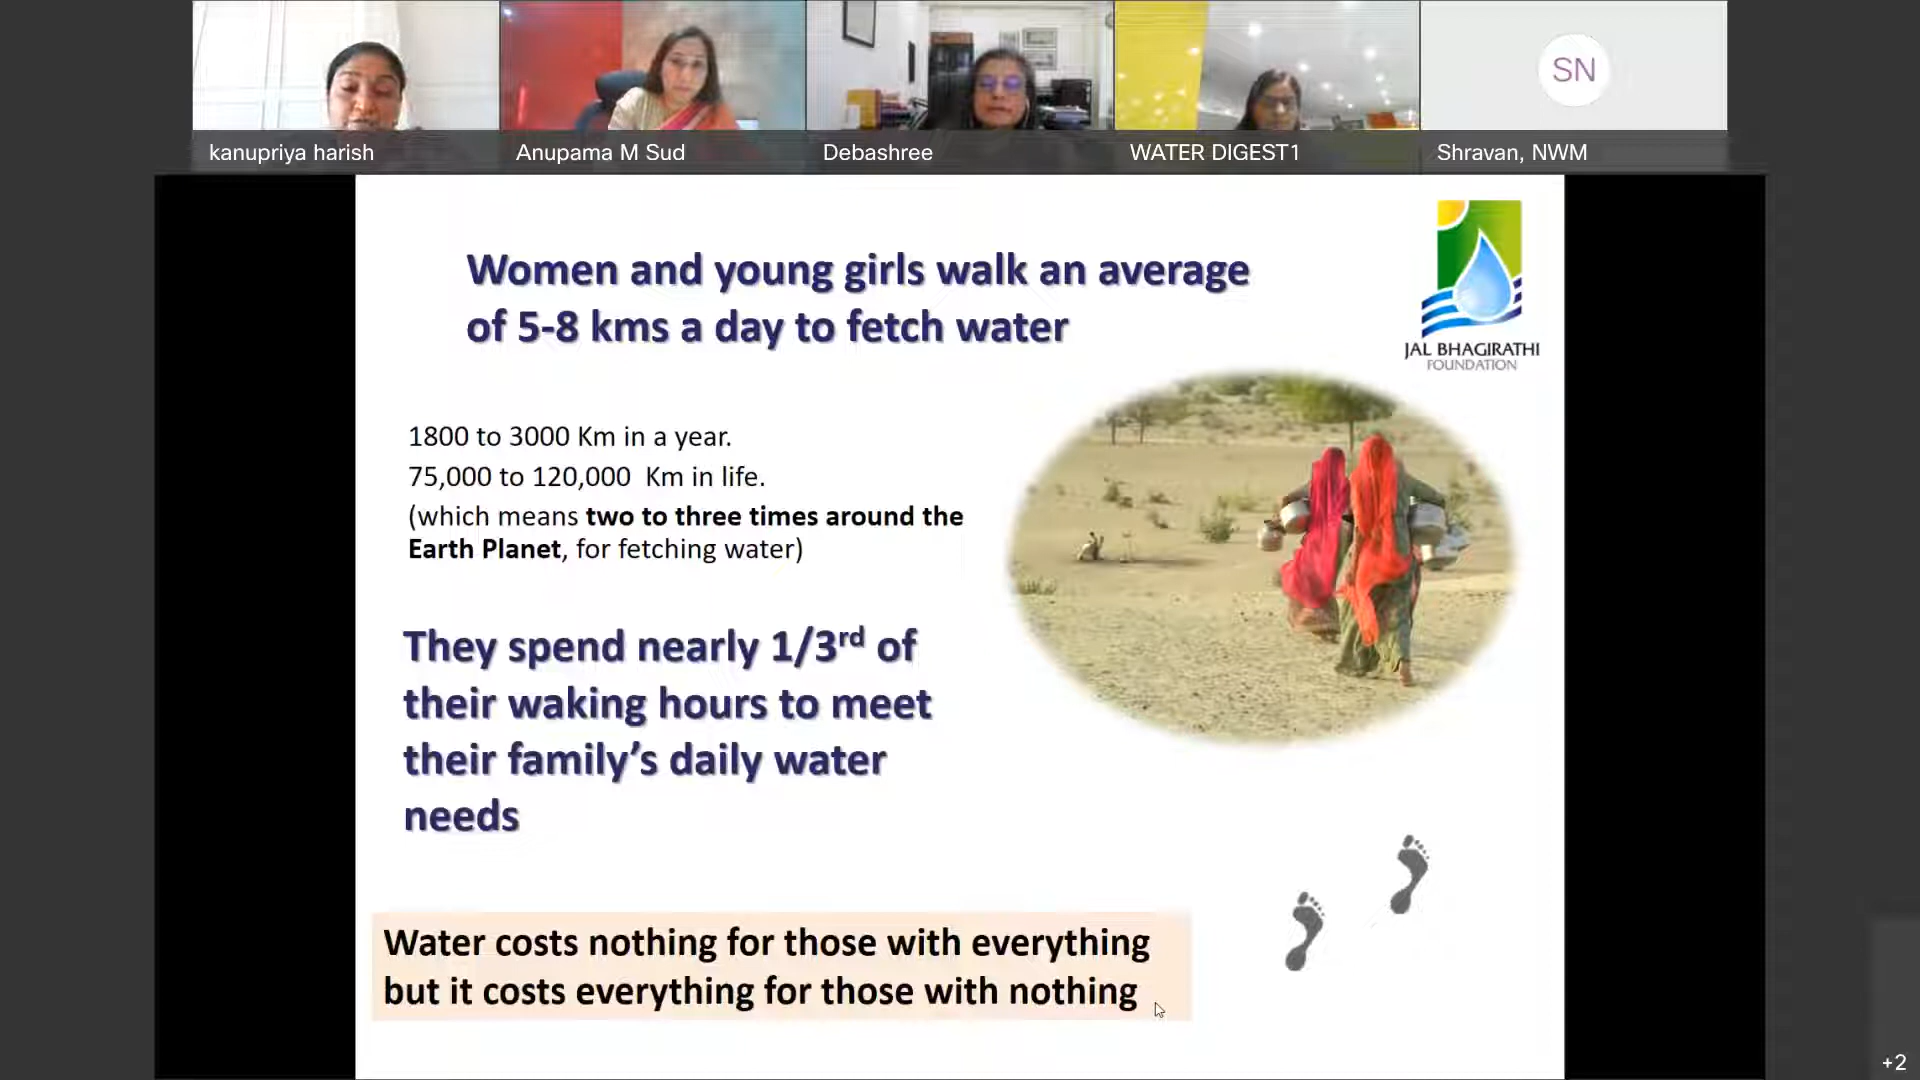 SN
kanupriya harish
Anupama M Sud
Debashree
WATER DIGEST1
Shravan, NWM
Women and young girls walk an average
of 5-8 kms a day to fetch water
JAL BHAGIRATHI
FOUNDATION
1800 to 3000 Km in a year.
75,000 to 120,000  Km in life.
(which means two to three times around the
Earth Planet, for fetching water)
They spend nearly 1/3rd of
their waking hours to meet
their family’s daily water
needs
Water costs nothing for those with everything
but it costs everything for those with nothing
+2